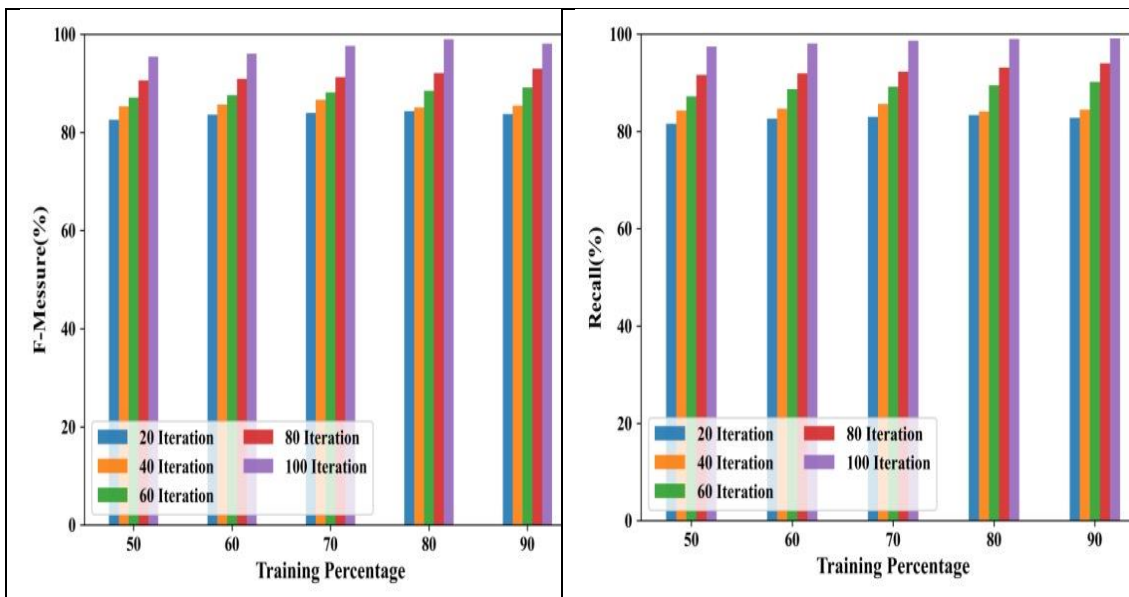 100
80
60
40
20
0
F-Messure(%)
20 Iteration
40 Iteration
60 Iteration
80 Iteration
100 Iteration
50 60 70 80 90
Training Percentage
100
80
60
40
20
0
Recall(%)
20 Iteration
40 Iteration
60 Iteration
80 Iteration
100 Iteration
50 60 70 80 90
Training Percentage